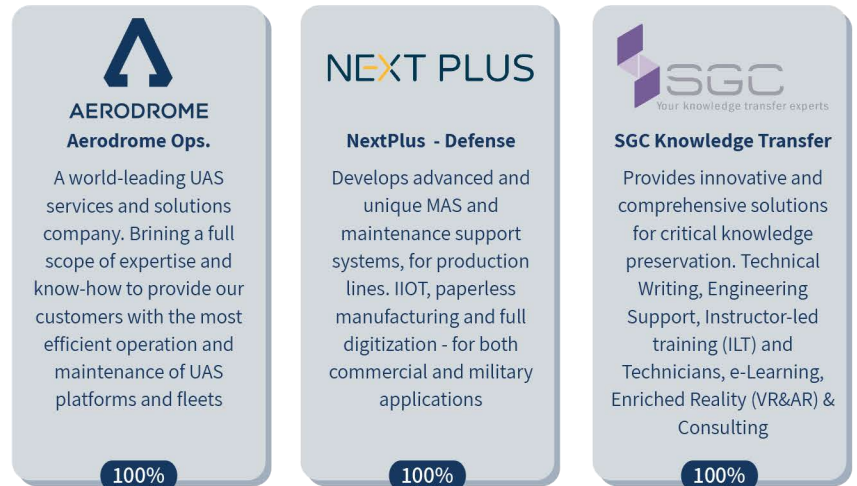 AERODROME
Aerodrome Ops.
A world-leading UAS
services and solutions
company. Brining a full
scope of expertise and
know-how to provide our
customers with the most
efficient operation and
maintenance of UAS
platforms and fleets
100%
NEXT PLUS
NextPlus - Defense
Develops advanced and
unique MAS and
maintenance support
systems, for production
lines. IIOT, paperless
manufacturing and full
digitization - for both
commercial and military
applications
100%
SGC
Your knowledge transfer experts
SGC Knowledge Transfer
Provides innovative and
comprehensive solutions
for critical knowledge
preservation. Technical
Writing, Engineering
Support, Instructor-led
training (ILT) and
Technicians, e-Learning,
Enriched Reality (VR&AR) &
Consulting
100%